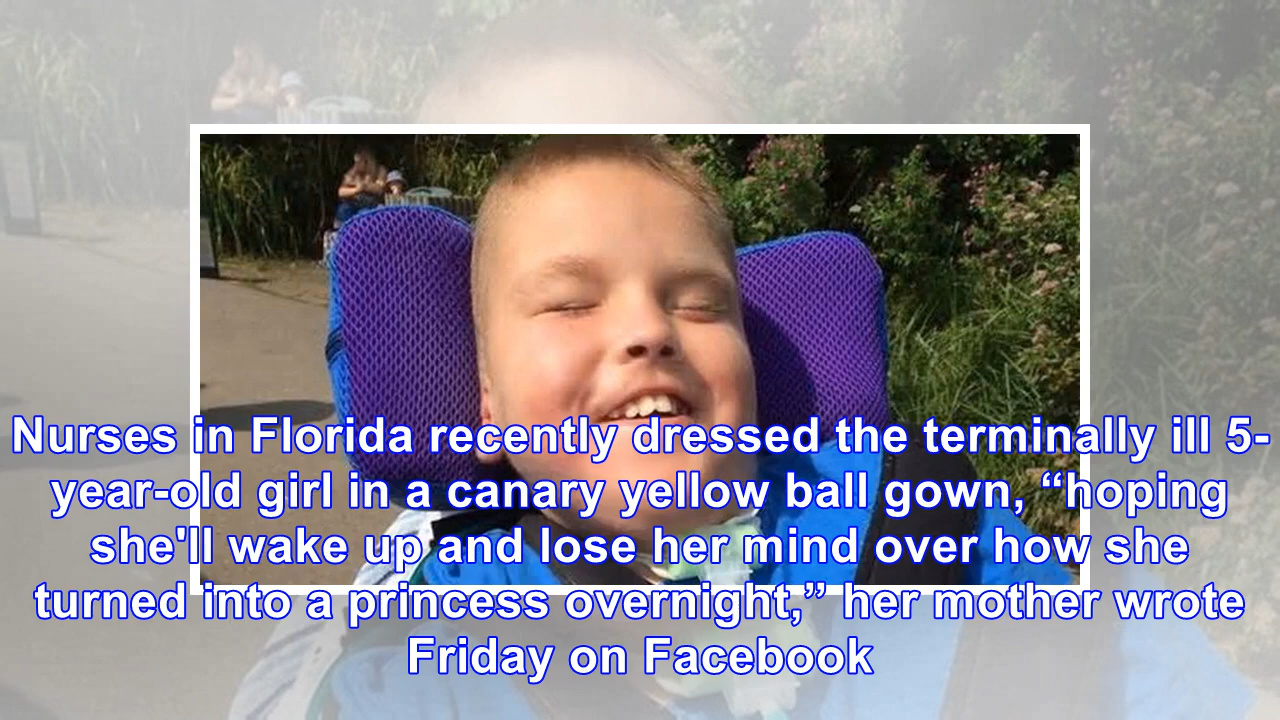 Nurses in Florida recently dressed the terminally ill 5-
year-old girl in a canary yellow ball gown, “hoping
she'll wake up and lose her mind over how she
turned into a princess overnight,” her mother wrote
Friday on Facebook